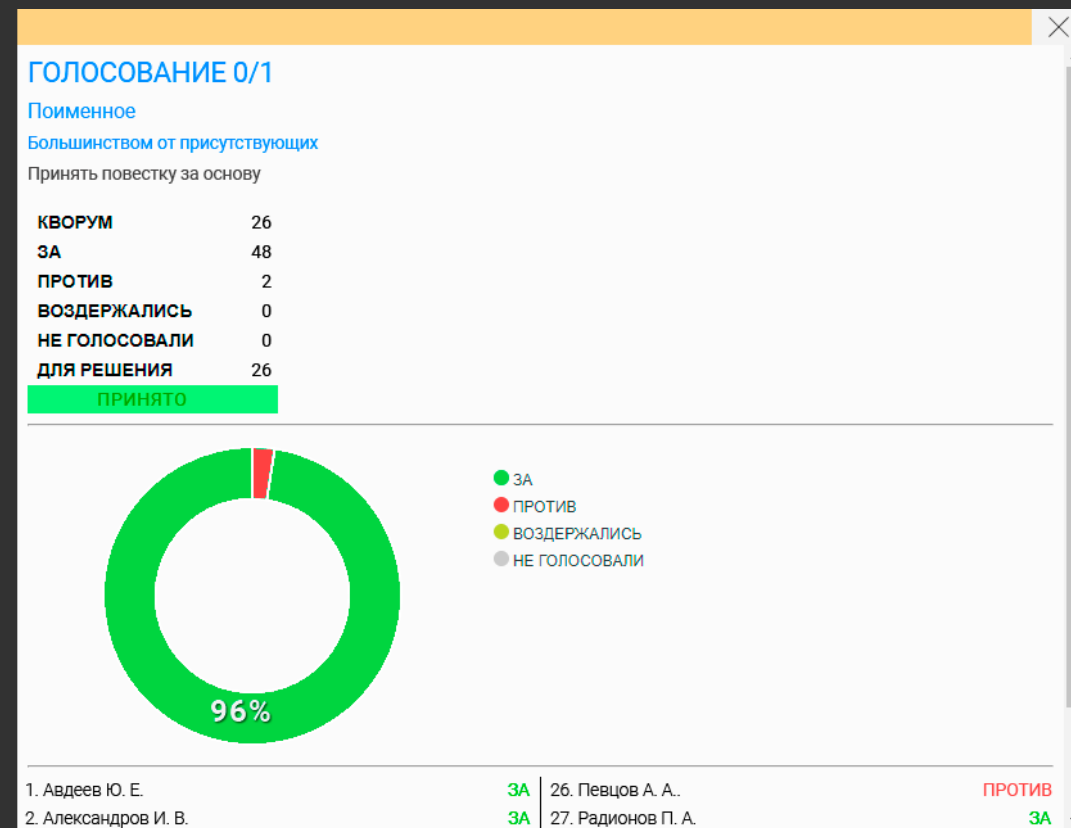 ГОЛОСОВАНИЕ 0/1
Поименное
Большинством от присутствующих
Принять повестку за основу
КВОРУМ 26
ЗА 48
ПРОТИВ 2
ВОЗДЕРЖАЛИСЬ 0
НЕ ГОЛОСОВАЛИ 0
ДЛЯ РЕШЕНИЯ 26
ПРИНЯТО
ЗА
ПРОТИВ
ВОЗДЕРЖАЛИСЬ
НЕ ГОЛОСОВАЛИ
96%
1. Авдеев Ю. Е. ЗА
2. Александров И. В. ЗА
26. Певцов А. А.. ПРОТИВ
27. Радионов П. А. ЗА